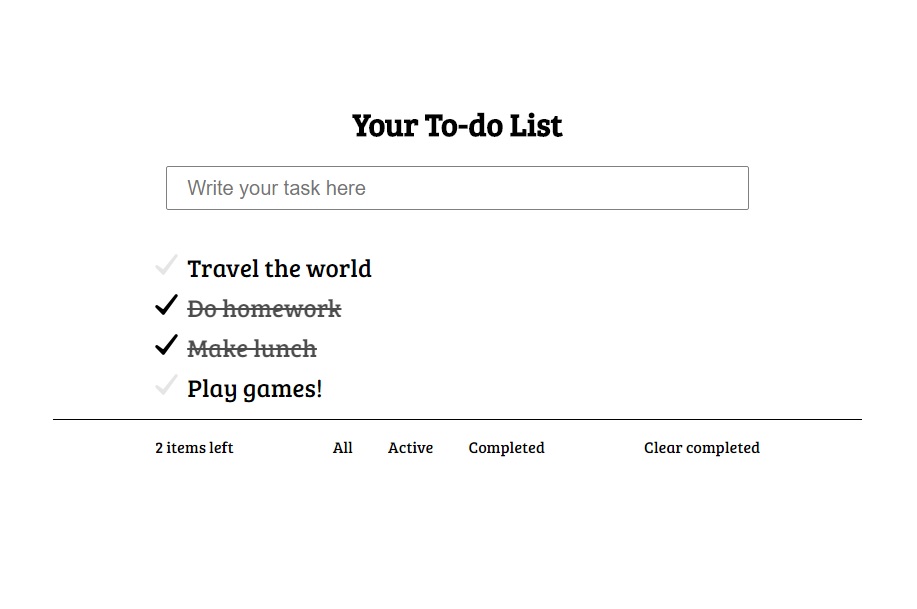 Your To-do List
Write your task here
Travel the world
Do homework
Make lunch
Play games!
2 items left All Active Completed Clear completed